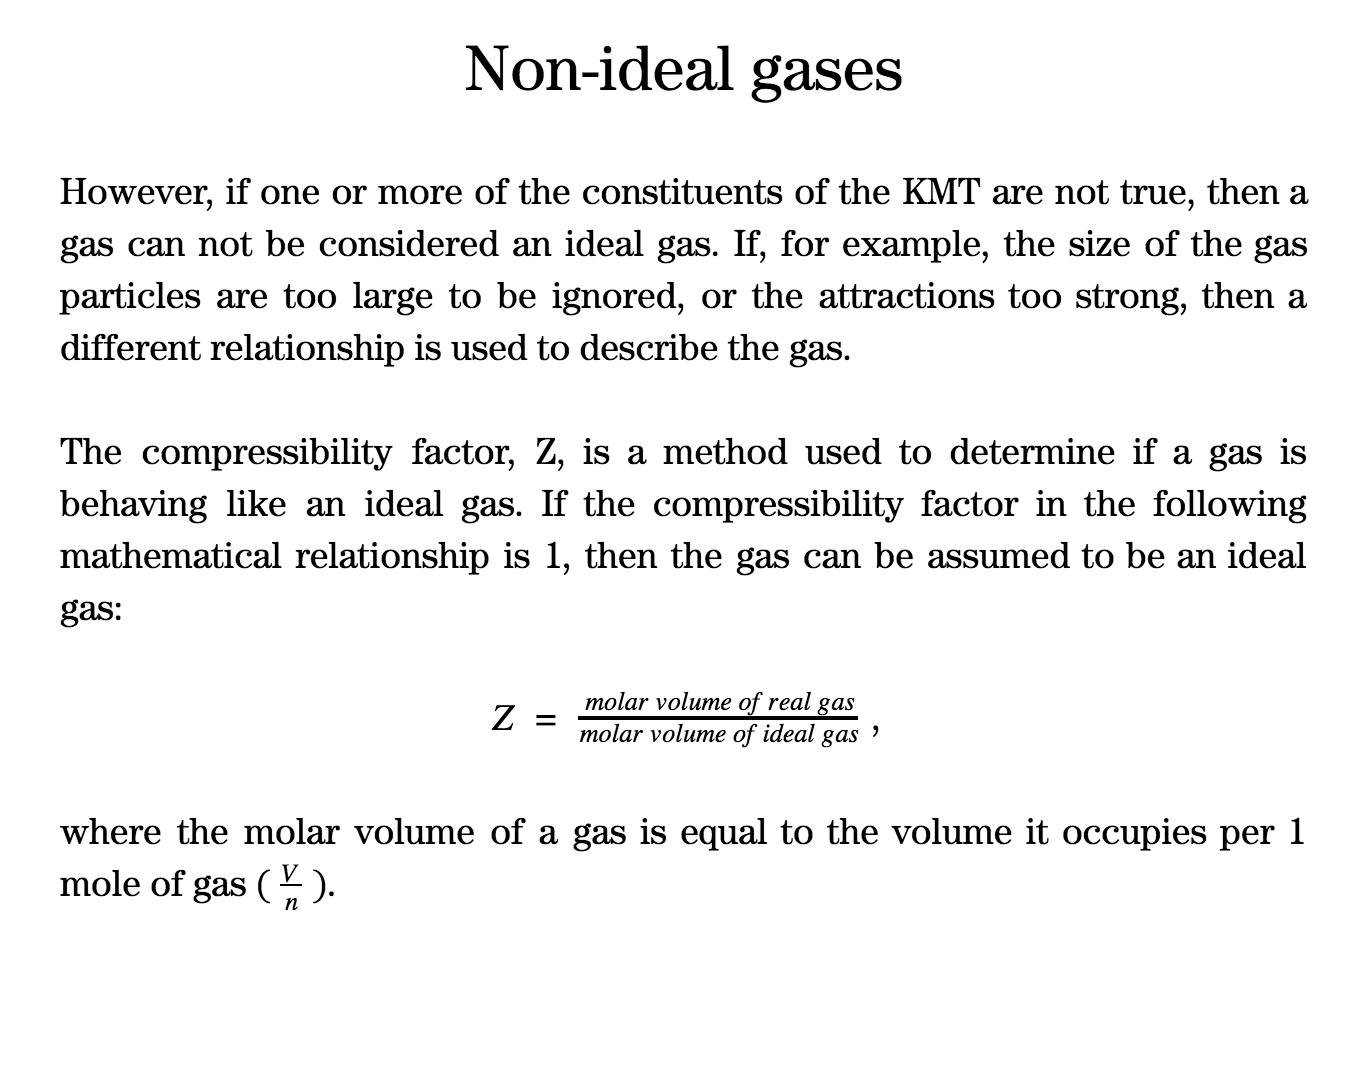 Non-ideal gases
However, if one or more of the constituents of the KMT are not true, then a
gas can not be considered an ideal gas. If, for example, the size of the gas
particles are too large to be ignored, or the attractions too strong, then a
different relationship is used to describe the gas.
The compressibility factor, Z, is a method used to determine if a gas is
behaving like an ideal gas. If the compressibility factor in the following
mathematical relationship is 1, then the gas can be assumed to be an ideal
gas:
Z = \frac{molar volume of real gas}{molar volume of ideal gas} ,
where the molar volume of a gas is equal to the volume it occupies per 1
mole of gas ( \frac{V}{n} ).